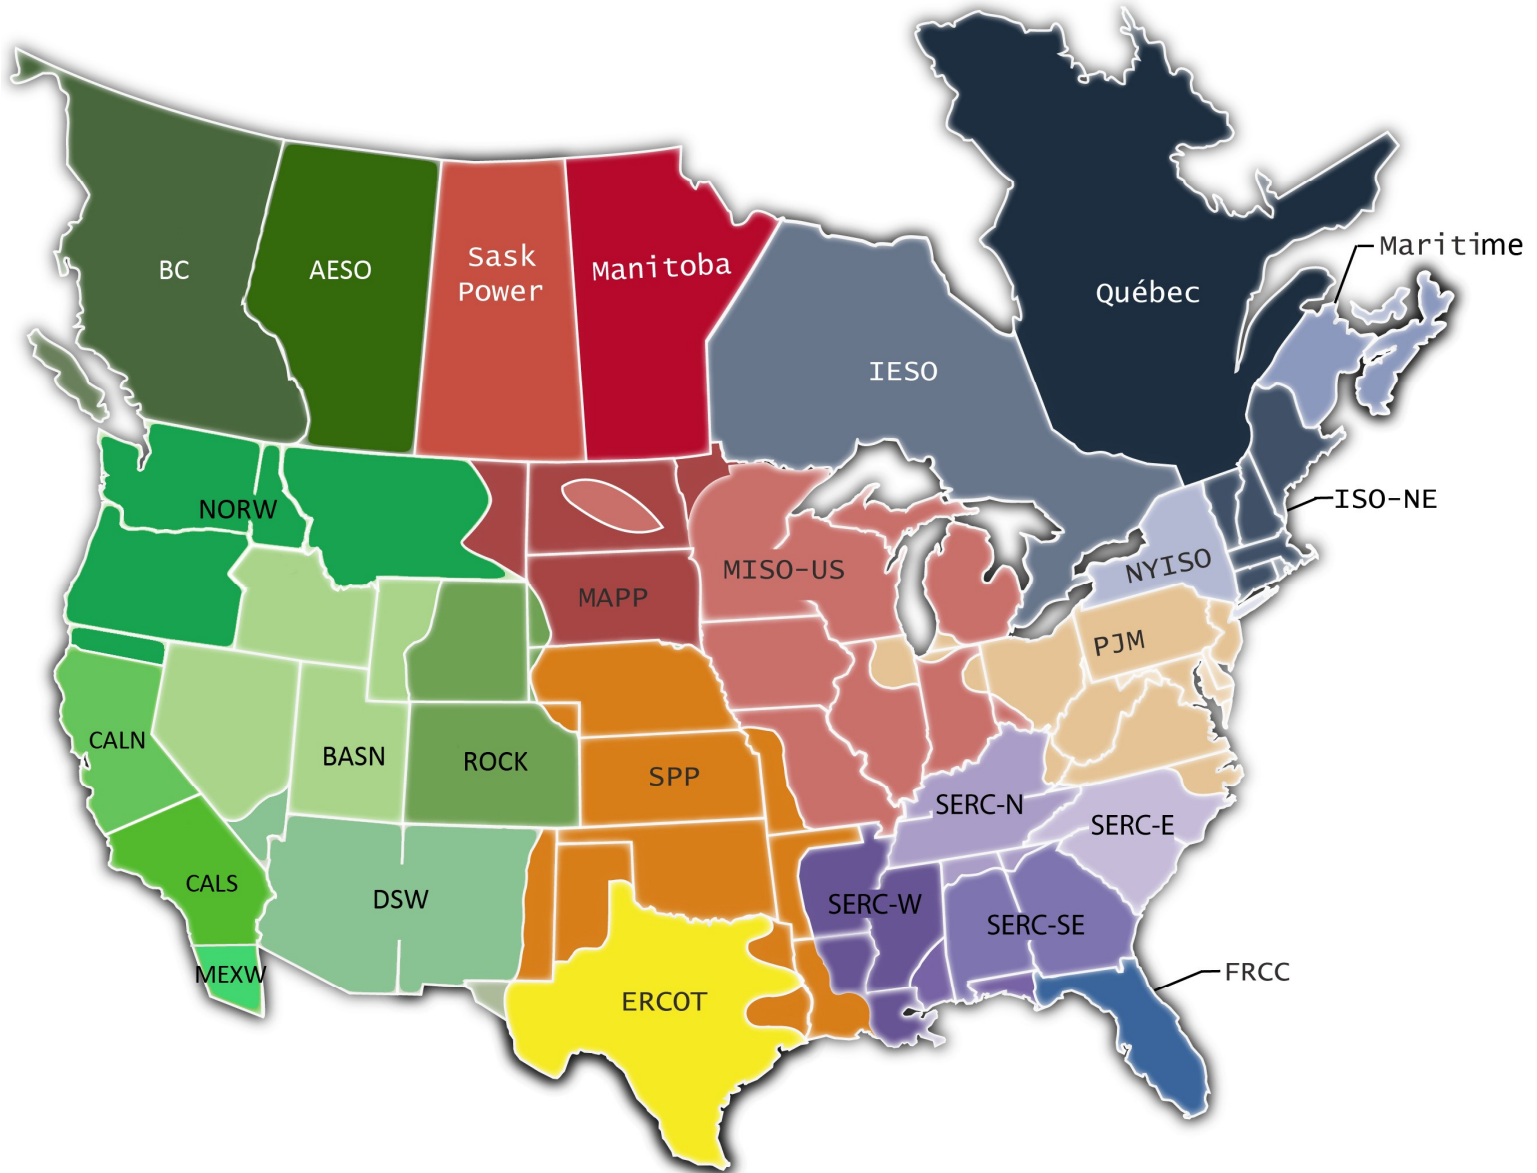 Maritime
BC
AESO
Sask
Power
Manitoba
Québec
IESO
NORW
ISO-NE
MISO-US
NYISO
MAPP
PJM
CALN
BASN
ROCK
SPP
SERC-N
SERC-E
CALS
DSW
SERC-W
SERC-SE
MEXW
ERCOT
FRCC